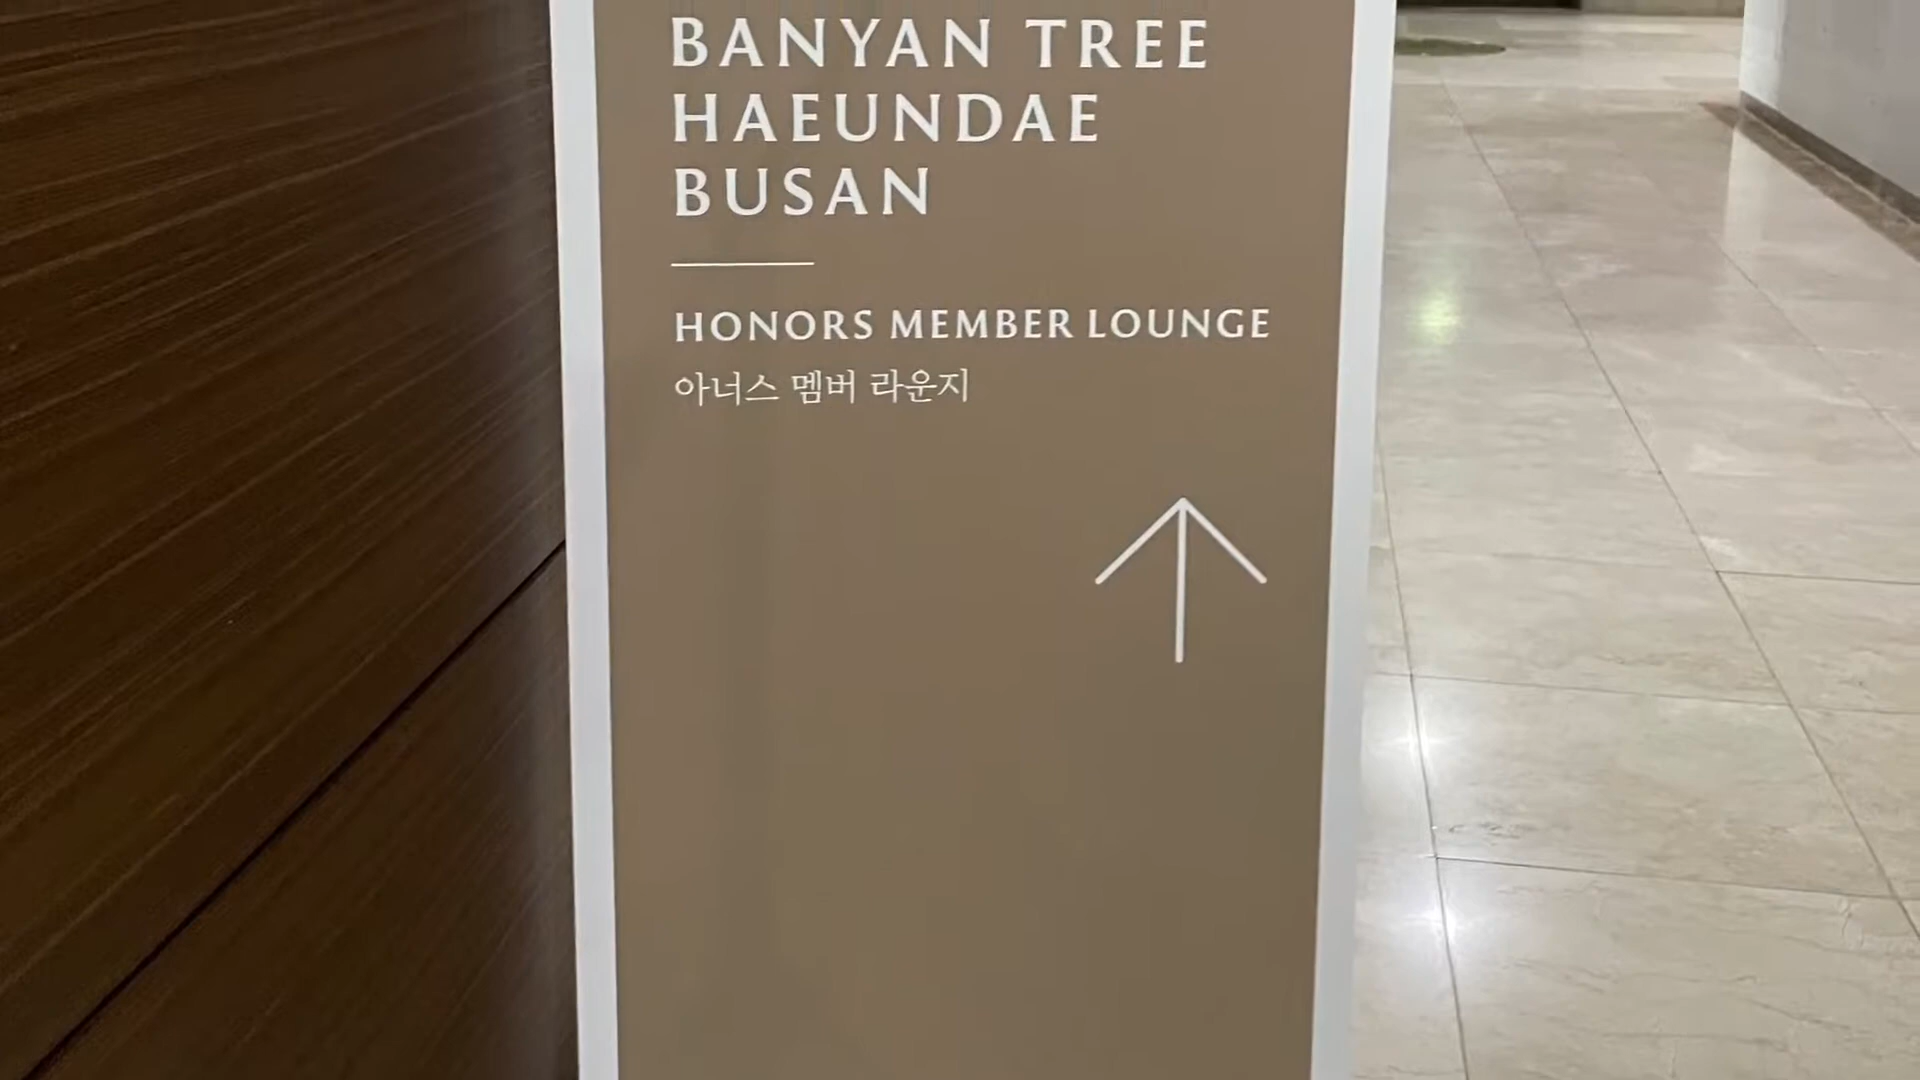 BANYAN TREE
HAEUNDAE
BUSAN
HONORS MEMBER LOUNGE
아너스 멤버 라운지